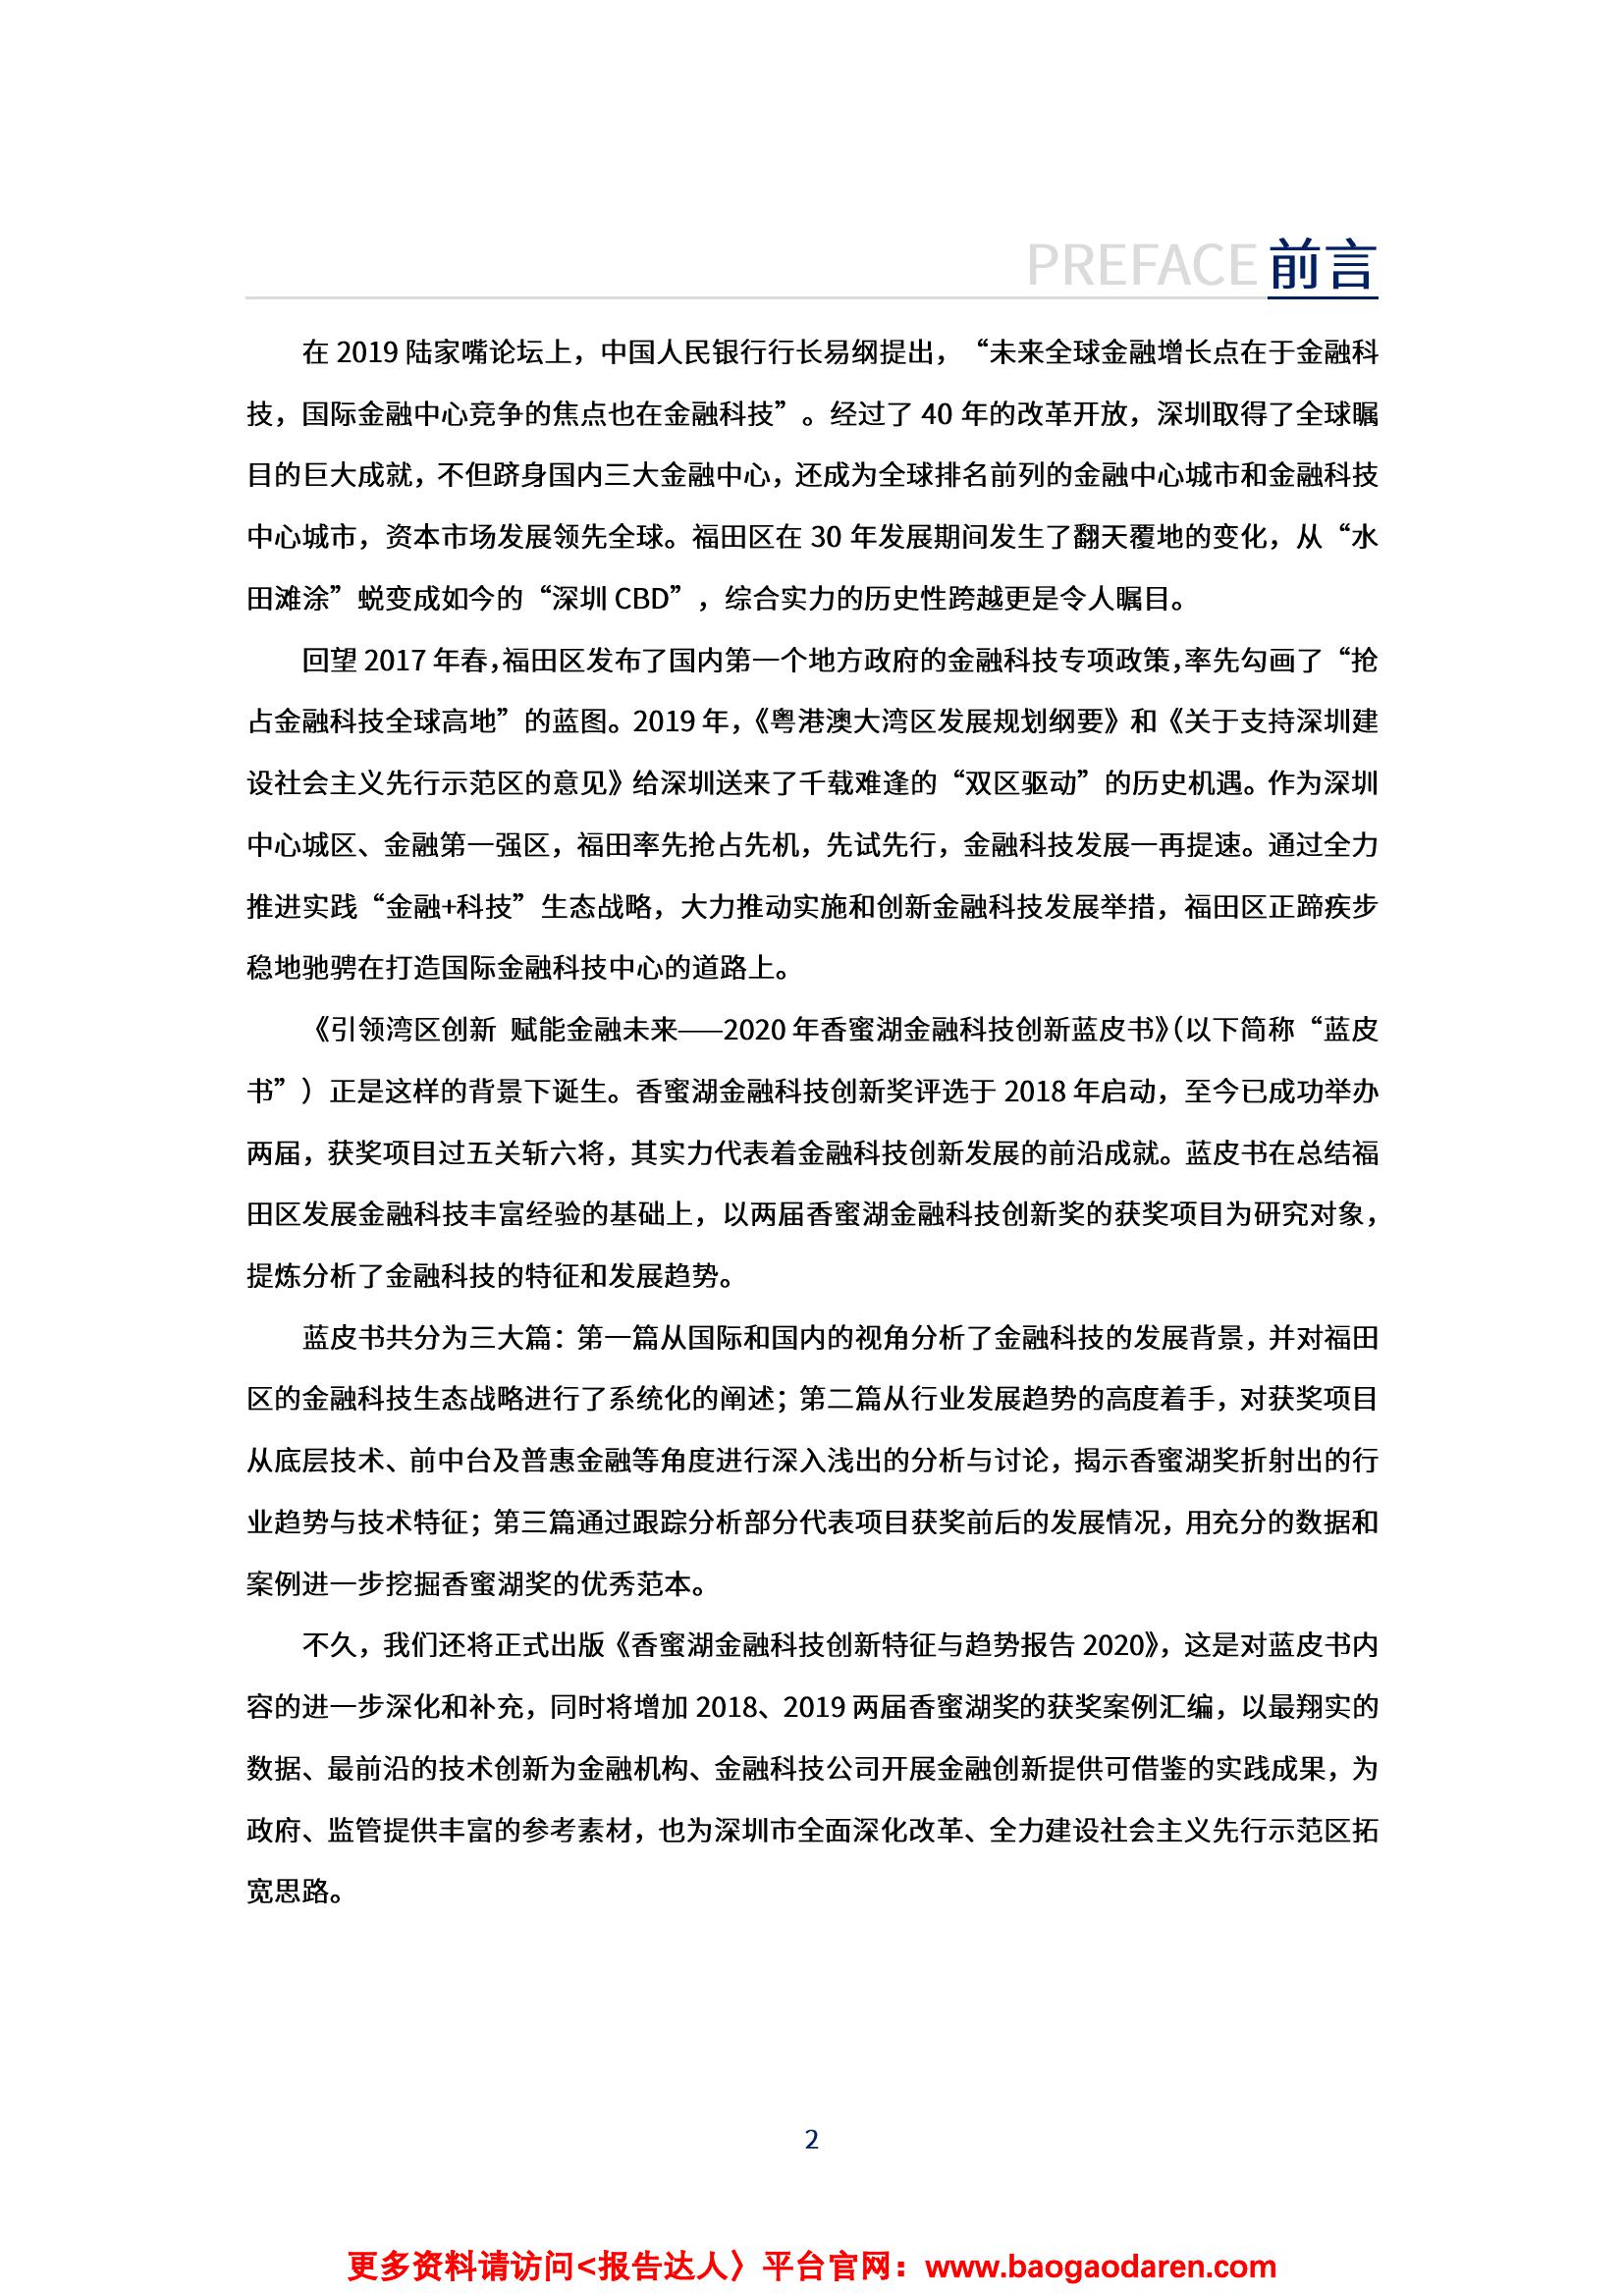 PREFACE 前言
在 2019 陆家嘴论坛上，中国人民银行行长易纲提出，“未来全球金融增长点在于金融科
技，国际金融中心竞争的焦点也在金融科技”。经过了 40 年的改革开放，深圳取得了全球瞩
目的巨大成就，不但跻身国内三大金融中心，还成为全球排名前列的金融中心城市和金融科技
中心城市，资本市场发展领先全球。福田区在 30 年发展期间发生了翻天覆地的变化，从“水
田滩涂”蜕变成如今的“深圳 CBD”，综合实力的历史性跨越更是令人瞩目。
回望 2017 年春，福田区发布了国内第一个地方政府的金融科技专项政策，率先勾画了“抢
占金融科技全球高地”的蓝图。2019 年，《粤港澳大湾区发展规划纲要》和《关于支持深圳建
设社会主义先行示范区的意见》给深圳送来了千载难逢的“双区驱动”的历史机遇。作为深圳
中心城区、金融第一强区，福田率先抢占先机，先试先行，金融科技发展一再提速。通过全力
推进实践“金融+科技”生态战略，大力推动实施和创新金融科技发展举措，福田区正蹄疾步
稳地驰骋在打造国际金融科技中心的道路上。
《引领湾区创新 赋能金融未来——2020 年香蜜湖金融科技创新蓝皮书》（以下简称“蓝皮
书”）正是这样的背景下诞生。香蜜湖金融科技创新奖评选于 2018 年启动，至今已成功举办
两届，获奖项目过五关斩六将，其实力代表着金融科技创新发展的前沿成就。蓝皮书在总结福
田区发展金融科技丰富经验的基础上，以两届香蜜湖金融科技创新奖的获奖项目为研究对象，
提炼分析了金融科技的特征和发展趋势。
蓝皮书共分为三大篇：第一篇从国际和国内的视角分析了金融科技的发展背景，并对福田
区的金融科技生态战略进行了系统化的阐述；第二篇从行业发展趋势的高度着手，对获奖项目
从底层技术、前中台及普惠金融等角度进行深入浅出的分析与讨论，揭示香蜜湖奖折射出的行
业趋势与技术特征；第三篇通过跟踪分析部分代表项目获奖前后的发展情况，用充分的数据和
案例进一步挖掘香蜜湖奖的优秀范本。
不久，我们还将正式出版《香蜜湖金融科技创新特征与趋势报告 2020》，这是对蓝皮书内
容的进一步深化和补充，同时将增加 2018、2019 两届香蜜湖奖的获奖案例汇编，以最翔实的
数据、最前沿的技术创新为金融机构、金融科技公司开展金融创新提供可借鉴的实践成果，为
政府、监管提供丰富的参考素材，也为深圳市全面深化改革、全力建设社会主义先行示范区拓
宽思路。
2
更多资料请访问<报告达人〉平台官网：www.baogaodaren.com